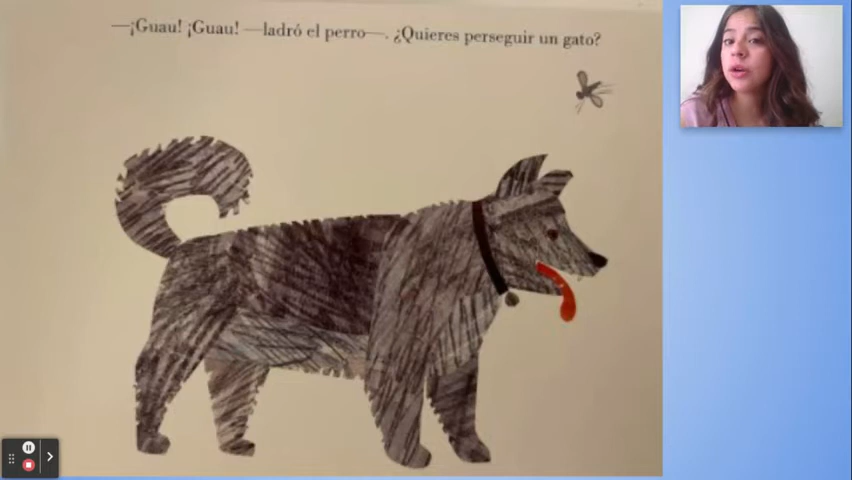 —¡Guau! ¡Guau! —ladró el perro—. ¿Quieres perseguir un gato?